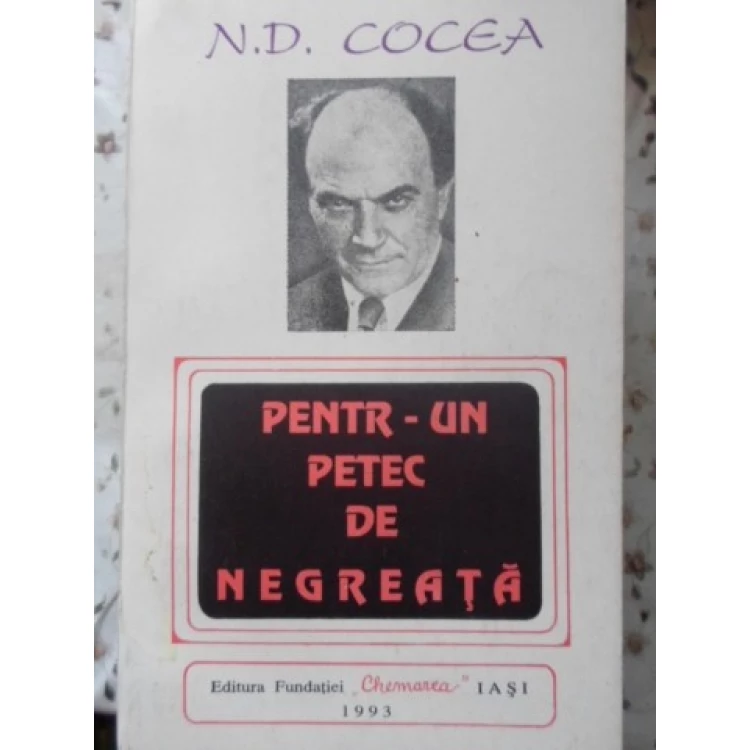 N.D. COCEA
PENTR - UN
PETEC
DE
NEGREAŢĂ
Editura Fundaţiei „Chemarea" IAŞI
1993